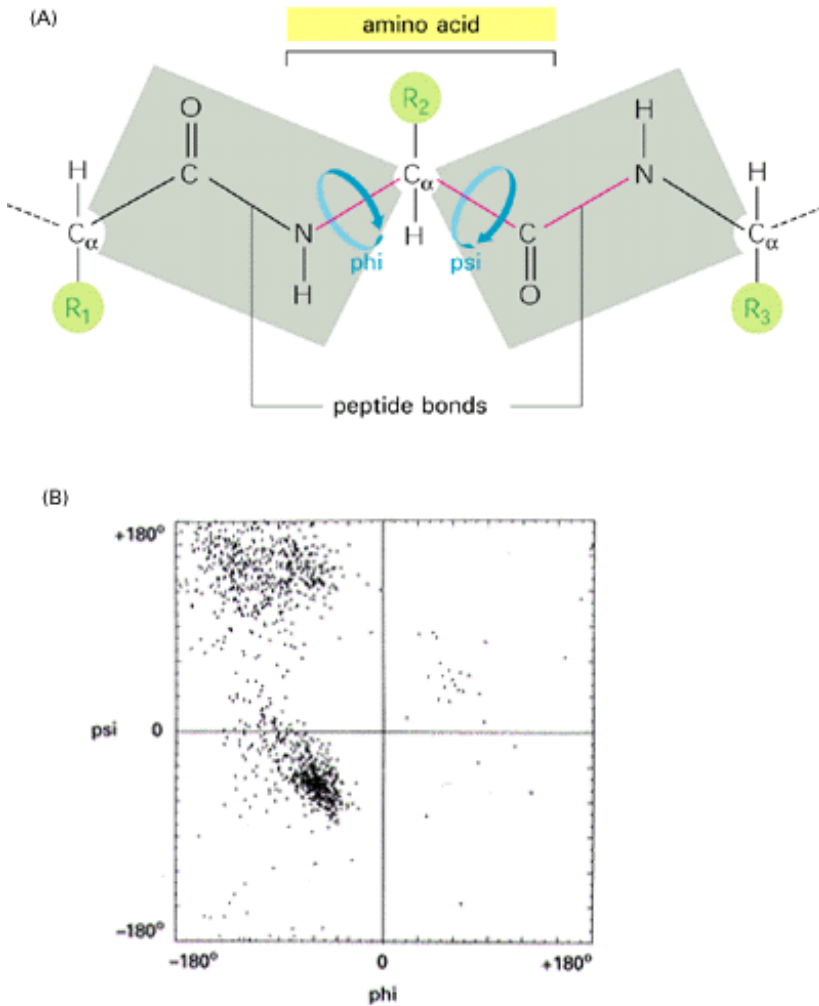 (A)
amino acid
O
H
R₂
H
H
C
Cα
N
Cα
N
H
C
Cα
phi
psi
R₁
H
O
R₃
peptide bonds
(B)
+180°
psi 0
–180°
–180° 0 +180°
phi